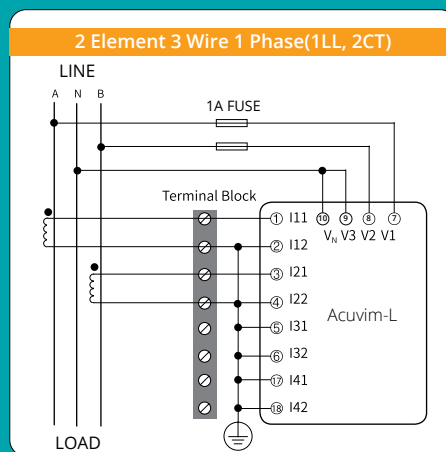 2 Element 3 Wire 1 Phase(1LL, 2CT)
LINE
A N B
1A FUSE
Terminal Block
10 9 8 7
VN V3 V2 V1
1 I11
2 I12
3 I21
4 I22
Acuvim-L
5 I31
6 I32
17 I41
18 I42
LOAD